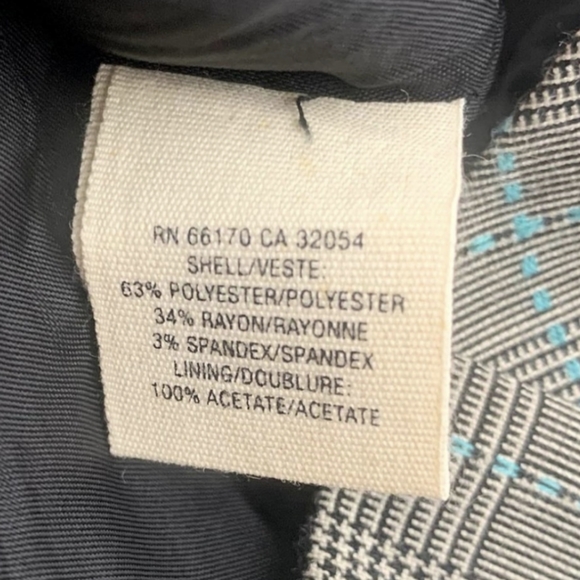 RN 66170 CA 32054
SHELL/VESTE:
63% POLYESTER/POLYESTER
34% RAYON/RAYONNE
3% SPANDEX/SPANDEX
LINING/DOUBLURE:
100% ACETATE/ACETATE